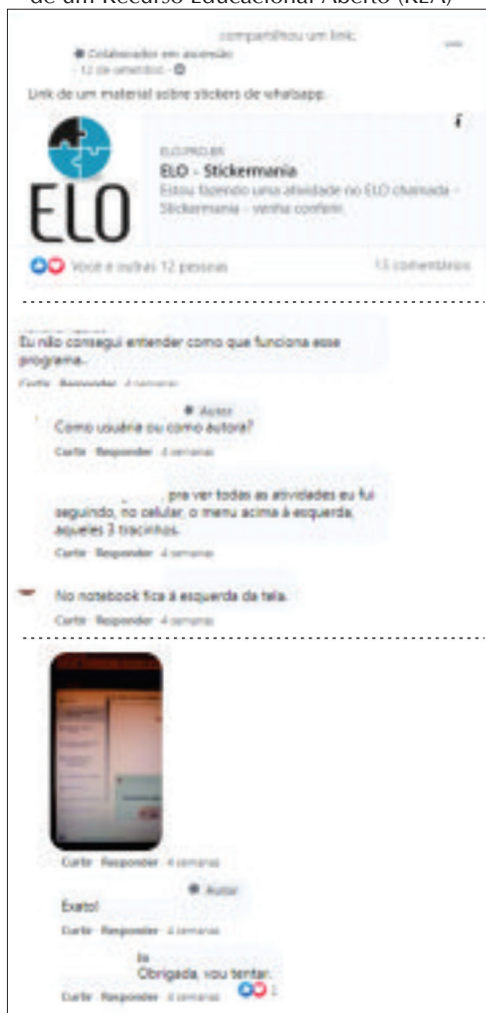 de um Recurso Educacional Aberto (REA)
compartilhou um link.
Colaborador em ascensão
12 de setembro
Link de um material sobre stickers de whatsapp.
ELO
ELO.PRO.BR
ELO - Stickermania
Estou fazendo uma atividade no ELO chamada -
Stickermania - venha conferir.
Você e outras 12 pessoas
13 comentários
Eu não consegui entender como que funciona esse
programa..
Curtir Responder 4 semanas
Autor
Como usuária ou como autora?
Curtir Responder 4 semanas
pra ver todas as atividades eu fui
seguindo, no celular, o menu acima à esquerda,
aqueles 3 tracinhos.
Curtir Responder 4 semanas
No notebook fica à esquerda da tela.
Curtir Responder 4 semanas
Curtir Responder 4 semanas
Autor
Exato!
Curtir Responder 4 semanas
Obrigada, vou tentar.
Curtir Responder 4 semanas